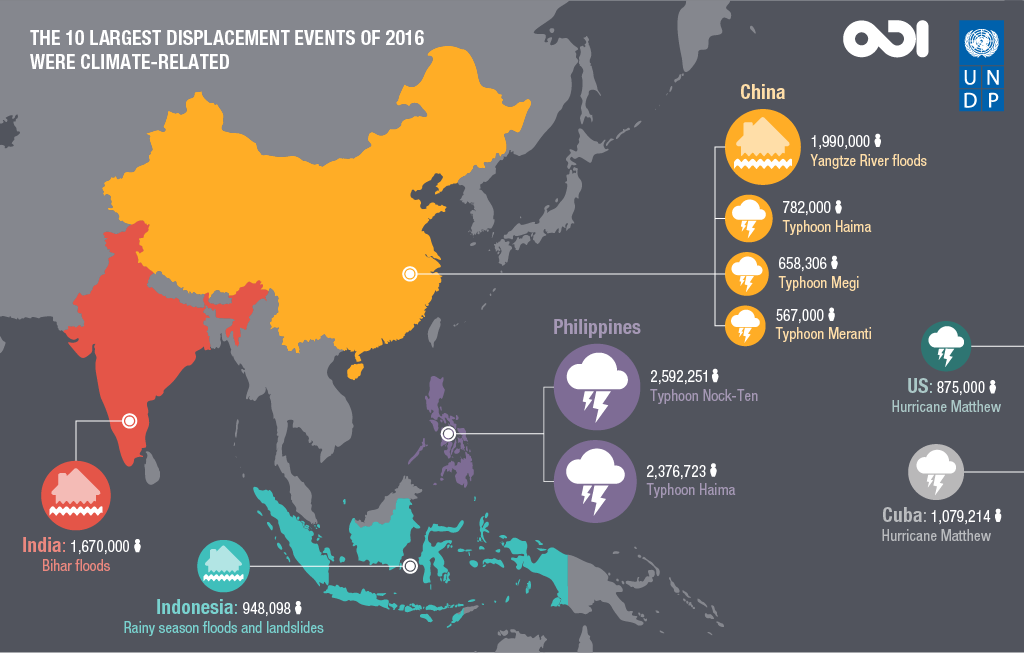 THE 10 LARGEST DISPLACEMENT EVENTS OF 2016
WERE CLIMATE-RELATED
ODI
UN
DP
China
1,990,000
Yangtze River floods
782,000
Typhoon Haima
658,306
Typhoon Megi
567,000
Typhoon Meranti
Philippines
2,592,251
Typhoon Nock-Ten
2,376,723
Typhoon Haima
US: 875,000
Hurricane Matthew
Cuba: 1,079,214
Hurricane Matthew
India: 1,670,000
Bihar floods
Indonesia: 948,098
Rainy season floods and landslides